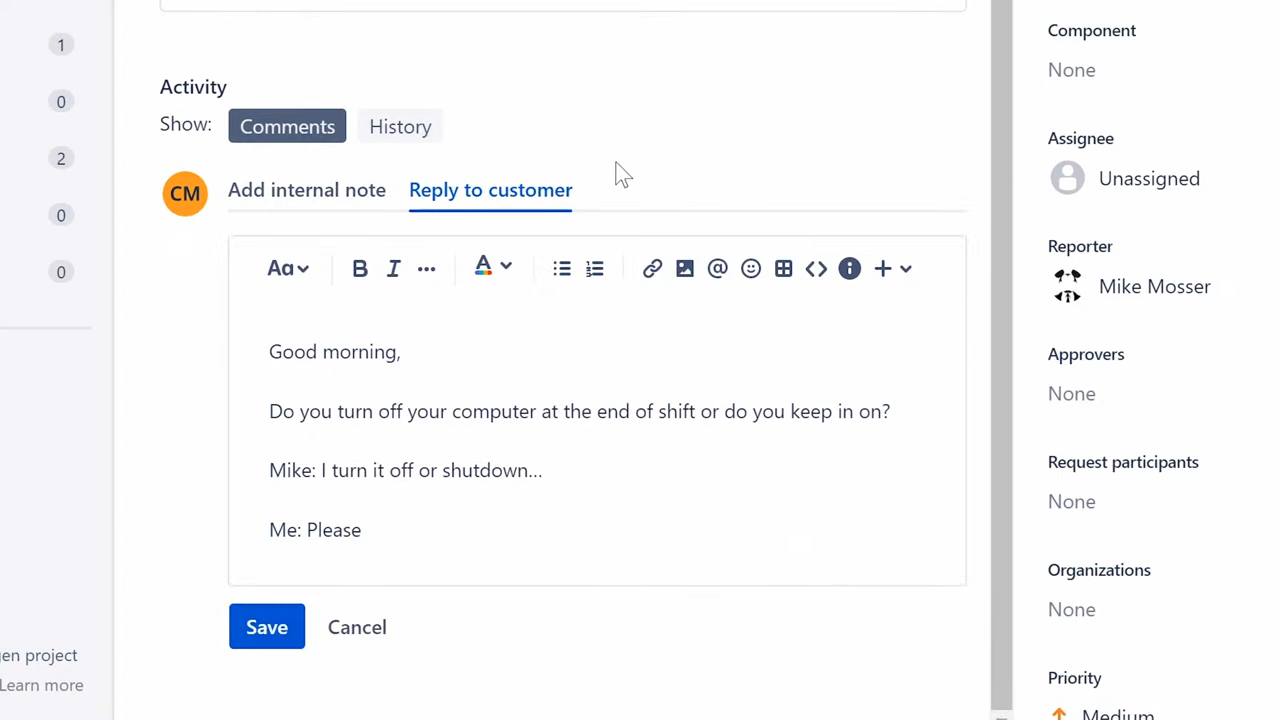 1
0
2
0
0
gen project
Learn more
Activity
Show: Comments History
CM Add internal note Reply to customer
Aa B I ... A @
Good morning,
Do you turn off your computer at the end of shift or do you keep in on?
Mike: I turn it off or shutdown...
Me: Please
Save Cancel
Component
None
Assignee
Unassigned
Reporter
Mike Mosser
Approvers
None
Request participants
None
Organizations
None
Priority
Medium